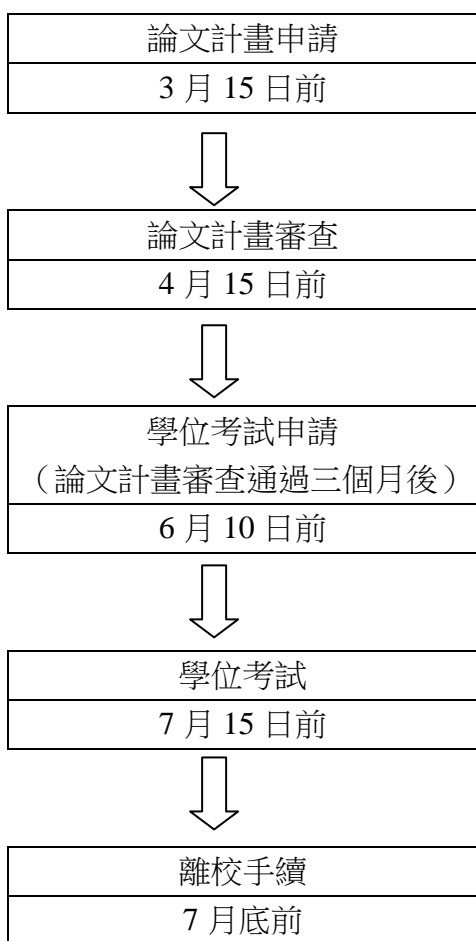 論文計畫申請
3 月 15 日前
論文計畫審查
4 月 15 日前
學位考試申請
（論文計畫審查通過三個月後）
6 月 10 日前
學位考試
7 月 15 日前
離校手續
7 月底前